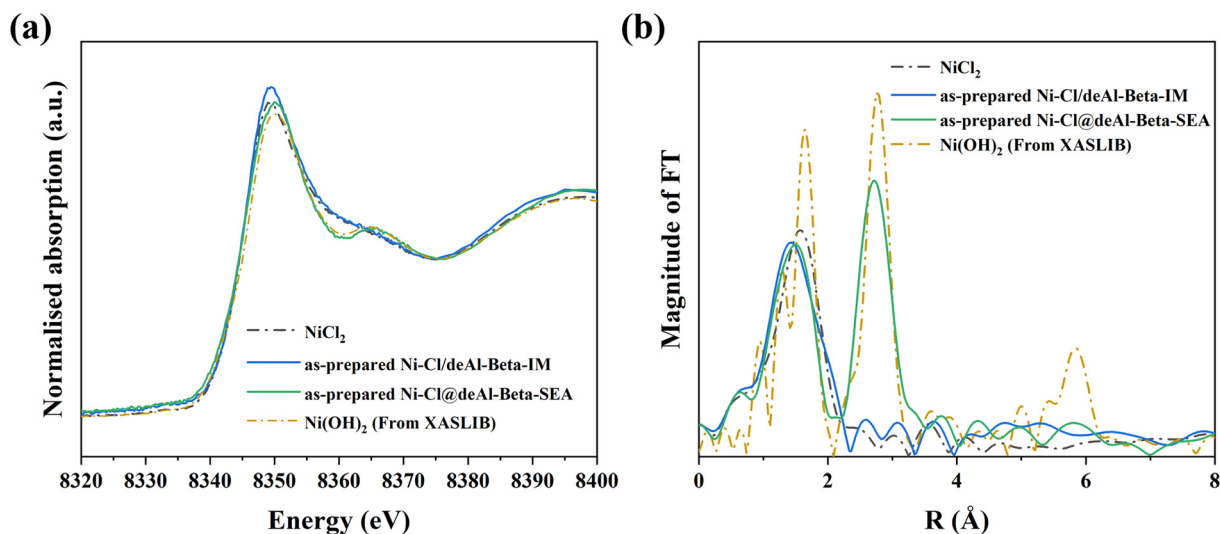 (a)
Normalised absorption (a.u.)
NiCl₂
as-prepared Ni-Cl/deAl-Beta-IM
as-prepared Ni-Cl@deAl-Beta-SEA
Ni(OH)₂ (From XASLIB)
8320 8330 8340 8350 8360 8370 8380 8390 8400
Energy (eV)
(b)
Magnitude of FT
NiCl₂
as-prepared Ni-Cl/deAl-Beta-IM
as-prepared Ni-Cl@deAl-Beta-SEA
Ni(OH)₂ (From XASLIB)
0 2 4 6 8
R (Å)